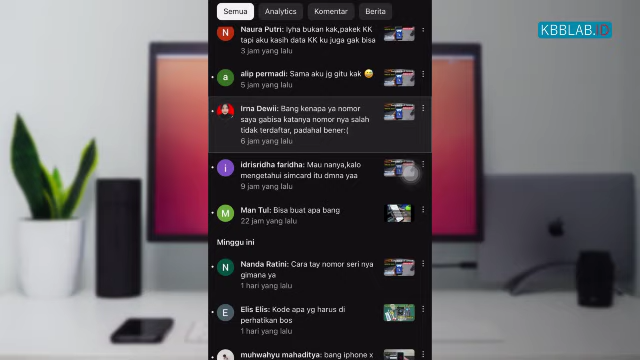 Semua
Analytics
Komentar
Berita
KBBLAB.ID
N
Naura Putri: Iyha bukan kak,pakek KK
tapi aku kasih data KK ku juga gak bisa
3 jam yang lalu
a
alip permadi: Sama aku jg gitu kak 😅
5 jam yang lalu
Irna Dewii: Bang kenapa ya nomor
saya gabisa katanya nomor nya salah
tidak terdaftar, padahal bener:(
6 jam yang lalu
i
idrisridha faridha: Mau nanya,kalo
mengetahui simcard itu dmna yaa
9 jam yang lalu
M
Man Tul: Bisa buat apa bang
22 jam yang lalu
Minggu ini
N
Nanda Ratini: Cara tay nomor seri nya
gimana ya
1 hari yang lalu
E
Elis Elis: Kode apa yg harus di
perhatikan bos
1 hari yang lalu
muhwahyu mahaditya: bang iphone x